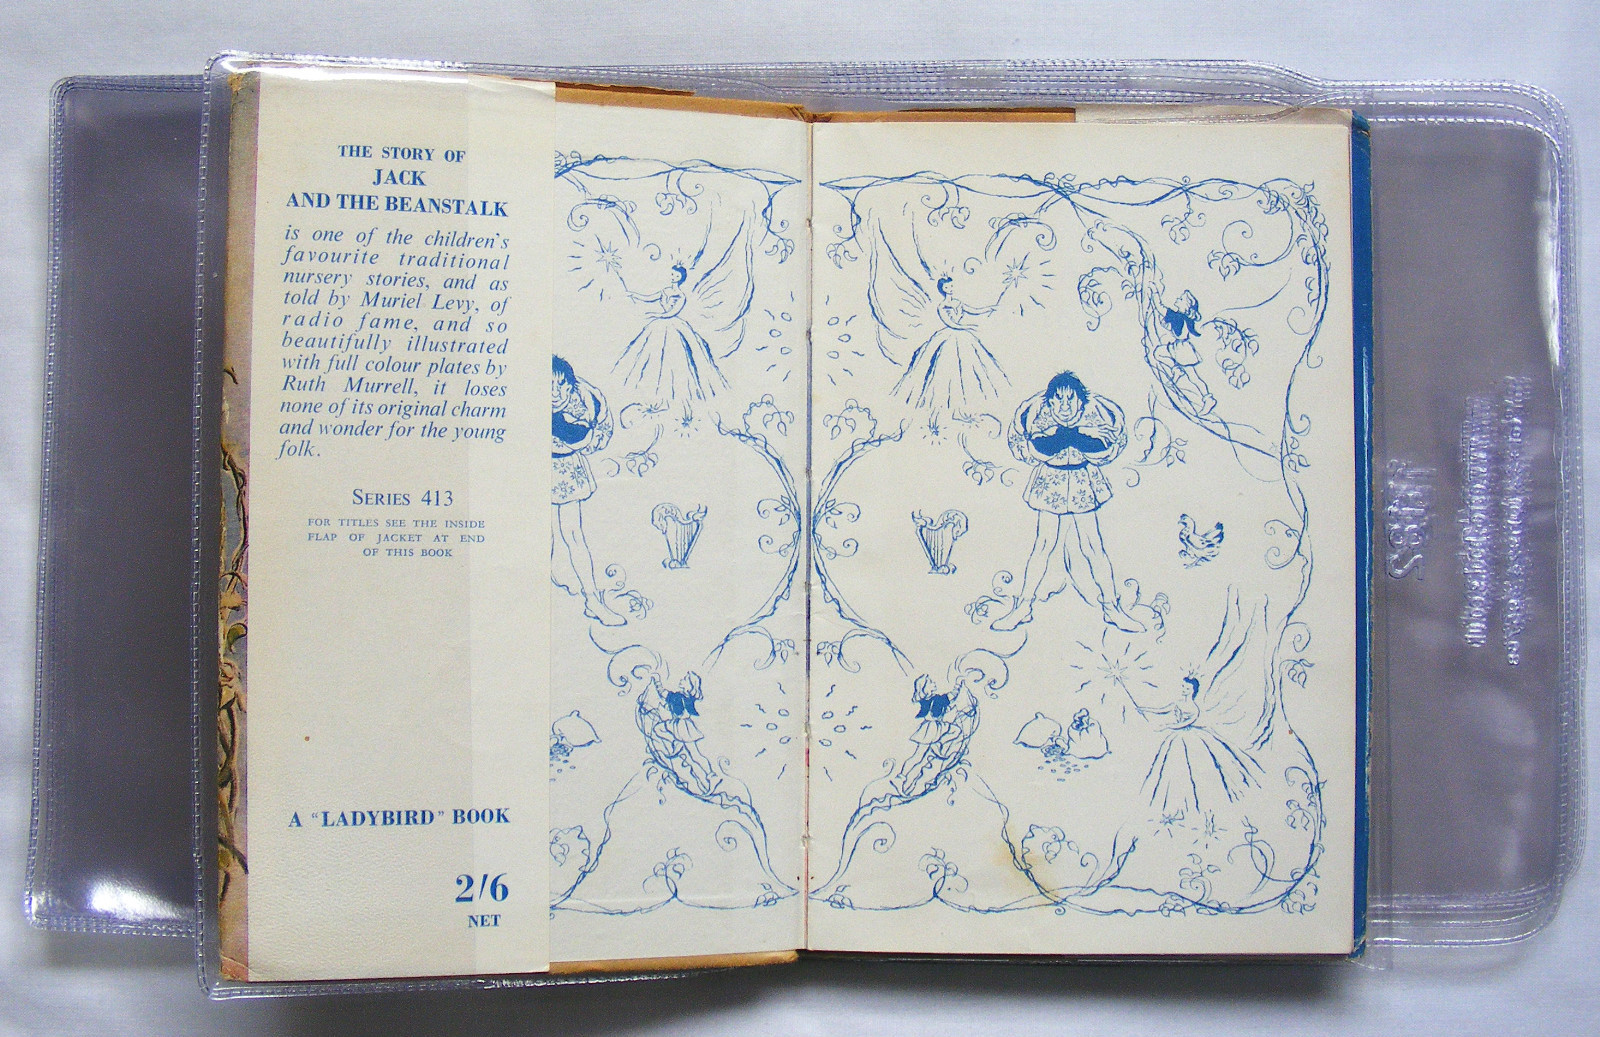 THE STORY OF
JACK
AND THE BEANSTALK
is one of the children's
favourite traditional
nursery stories, and as
told by Muriel Levy, of
radio fame, and so
beautifully illustrated
with full colour plates by
Ruth Murrell, it loses
none of its original charm
and wonder for the young
folk.
SERIES 413
FOR TITLES SEE THE INSIDE
FLAP OF JACKET AT END
OF THIS BOOK
A "LADYBIRD" BOOK
2/6
NET